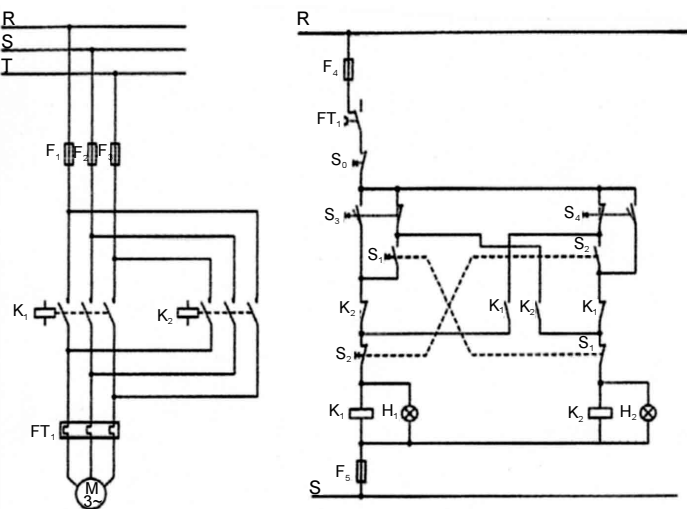 R
S
T
F₁ F₂ F₃
K₁ K₂
FT₁
M
3~
R
F₄
FT₁
S₀
S₃ S₄
S₁ S₂
K₂ K₁ K₂ K₁
S₂ S₁
K₁ H₁ K₂ H₂
F₅
S